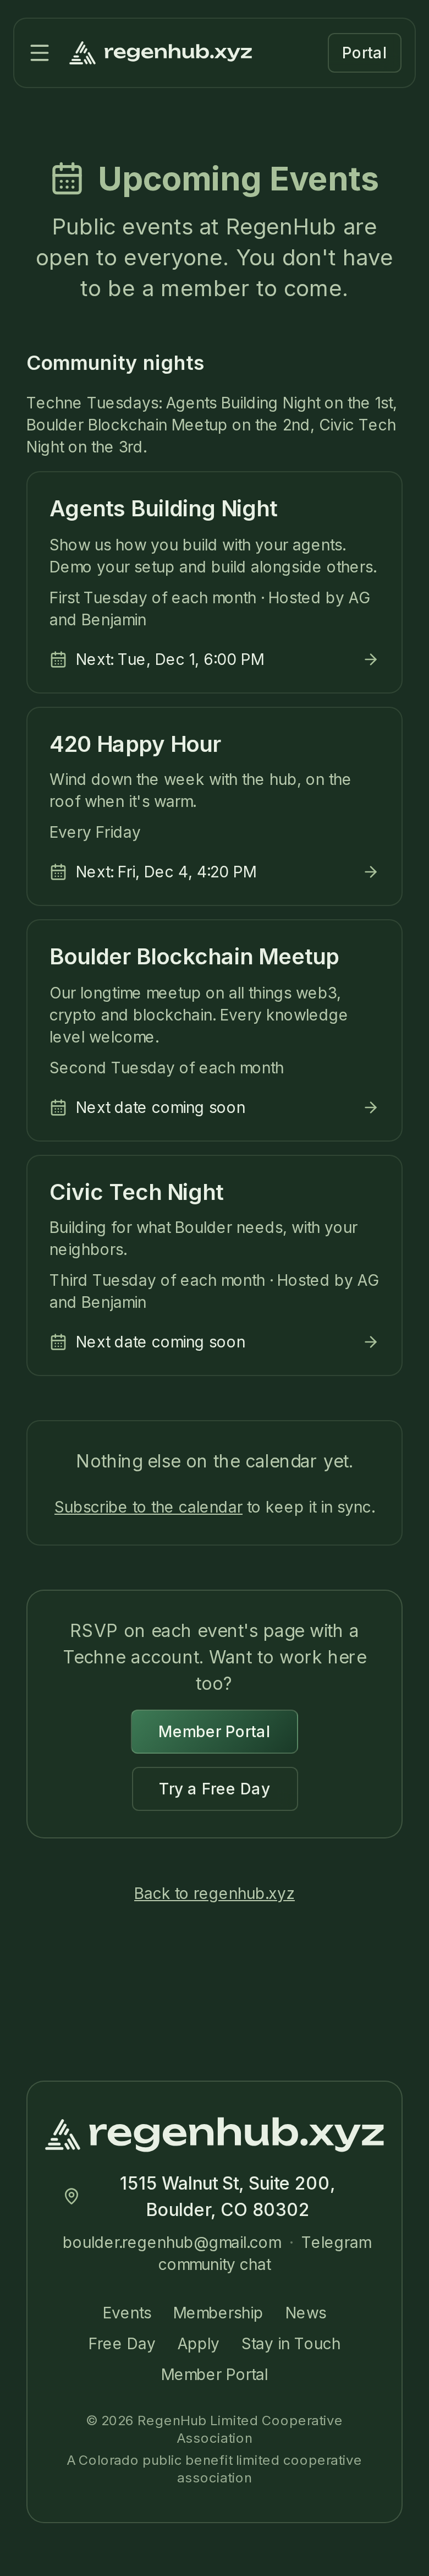 regenhub.xyz
Portal
Upcoming Events
Public events at RegenHub are
open to everyone. You don't have
to be a member to come.
Community nights
Techne Tuesdays: Agents Building Night on the 1st,
Boulder Blockchain Meetup on the 2nd, Civic Tech
Night on the 3rd.
Agents Building Night
Show us how you build with your agents.
Demo your setup and build alongside others.
First Tuesday of each month · Hosted by AG
and Benjamin
Next: Tue, Dec 1, 6:00 PM
420 Happy Hour
Wind down the week with the hub, on the
roof when it's warm.
Every Friday
Next: Fri, Dec 4, 4:20 PM
Boulder Blockchain Meetup
Our longtime meetup on all things web3,
crypto and blockchain. Every knowledge
level welcome.
Second Tuesday of each month
Next date coming soon
Civic Tech Night
Building for what Boulder needs, with your
neighbors.
Third Tuesday of each month · Hosted by AG
and Benjamin
Next date coming soon
Nothing else on the calendar yet.
Subscribe to the calendar to keep it in sync.
RSVP on each event's page with a
Techne account. Want to work here
too?
Member Portal
Try a Free Day
Back to regenhub.xyz
regenhub.xyz
1515 Walnut St, Suite 200,
Boulder, CO 80302
boulder.regenhub@gmail.com · Telegram
community chat
Events Membership News
Free Day Apply Stay in Touch
Member Portal
© 2026 RegenHub Limited Cooperative
Association
A Colorado public benefit limited cooperative
association